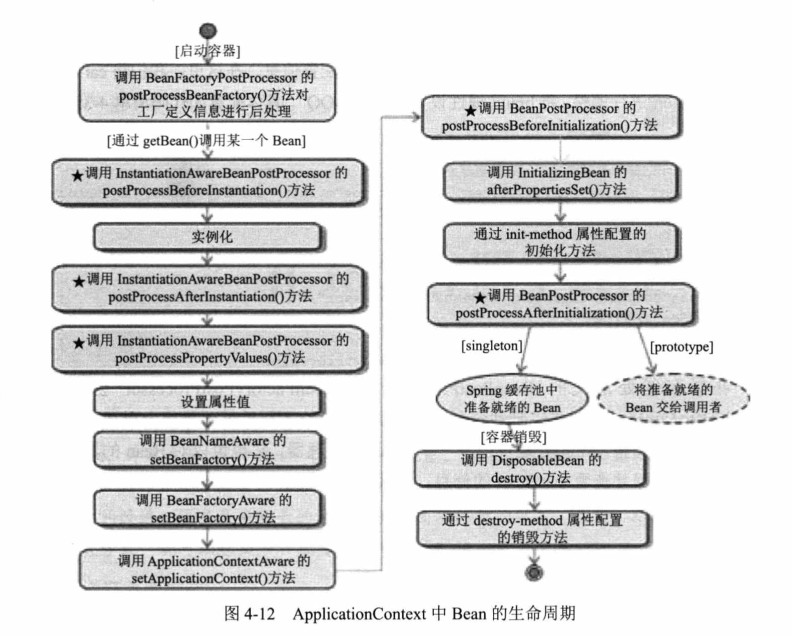 [启动容器]
调用 BeanFactoryPostProcessor 的
postProcessBeanFactory()方法对
工厂定义信息进行后处理
[通过 getBean()调用某一个 Bean]
★调用 InstantiationAwareBeanPostProcessor 的
postProcessBeforeInstantiation()方法
实例化
★调用 InstantiationAwareBeanPostProcessor 的
postProcessAfterInstantiation()方法
★调用 InstantiationAwareBeanPostProcessor 的
postProcessPropertyValues()方法
设置属性值
调用 BeanNameAware 的
setBeanFactory()方法
调用 BeanFactoryAware 的
setBeanFactory()方法
调用 ApplicationContextAware 的
setApplicationContext()方法
★调用 BeanPostProcessor 的
postProcessBeforeInitialization()方法
调用 InitializingBean 的
afterPropertiesSet()方法
通过 init-method 属性配置的
初始化方法
★调用 BeanPostProcessor 的
postProcessAfterInitialization()方法
[singleton]
[prototype]
Spring 缓存池中
准备就绪的 Bean
将准备就绪的
Bean 交给调用者
[容器销毁]
调用 DisposableBean 的
destroy()方法
通过 destroy-method 属性配置
的销毁方法
图 4-12 ApplicationContext 中 Bean 的生命周期